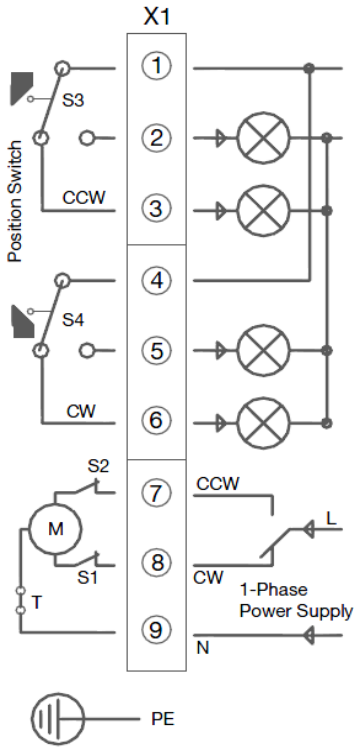 X1
1
S3
Position Switch
2
CCW
3
4
S4
5
CW
6
S2
7
CCW
M
L
S1
8
CW
1-Phase
Power Supply
T
9
N
PE